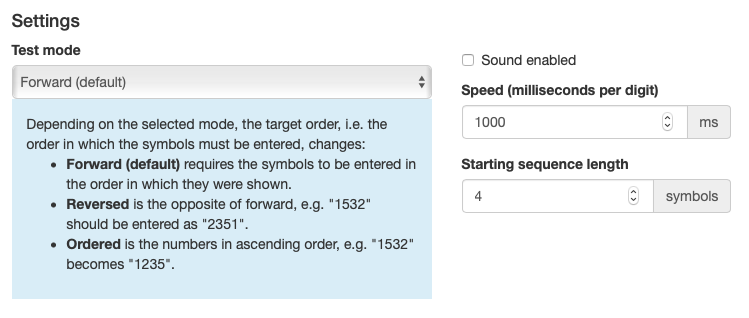 Settings
Test mode
Forward (default)
Depending on the selected mode, the target order, i.e. the
order in which the symbols must be entered, changes:
• Forward (default) requires the symbols to be entered in
the order in which they were shown.
• Reversed is the opposite of forward, e.g. "1532"
should be entered as "2351".
• Ordered is the numbers in ascending order, e.g. "1532"
becomes "1235".
Sound enabled
Speed (milliseconds per digit)
1000 ms
Starting sequence length
4 symbols